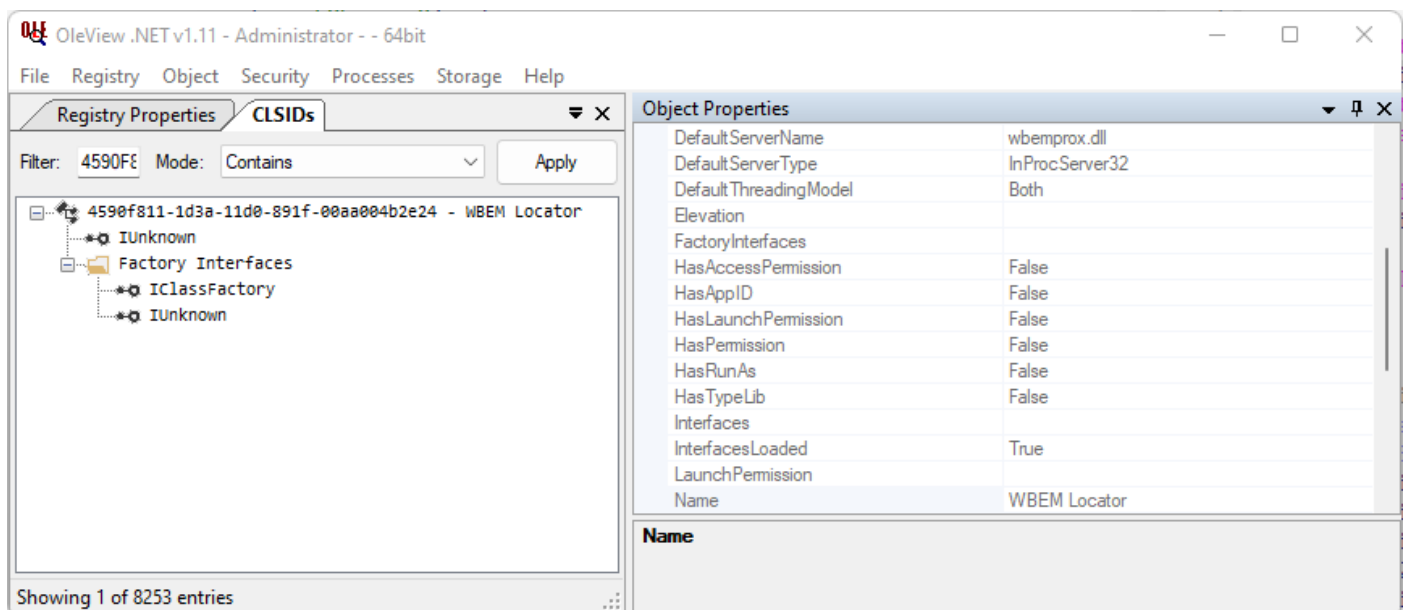 OleView .NET v1.11 - Administrator - - 64bit
File Registry Object Security Processes Storage Help
Registry Properties CLSIDs
Filter: 4590F8 Mode: Contains Apply
4590f811-1d3a-11d0-891f-00aa004b2e24 - WBEM Locator
IUnknown
Factory Interfaces
IClassFactory
IUnknown
Showing 1 of 8253 entries
Object Properties
DefaultServerName wbemprox.dll
DefaultServerType InProcServer32
DefaultThreadingModel Both
Elevation
FactoryInterfaces
HasAccessPermission False
HasAppID False
HasLaunchPermission False
HasPermission False
HasRunAs False
HasTypeLib False
Interfaces
InterfacesLoaded True
LaunchPermission
Name WBEM Locator
Name